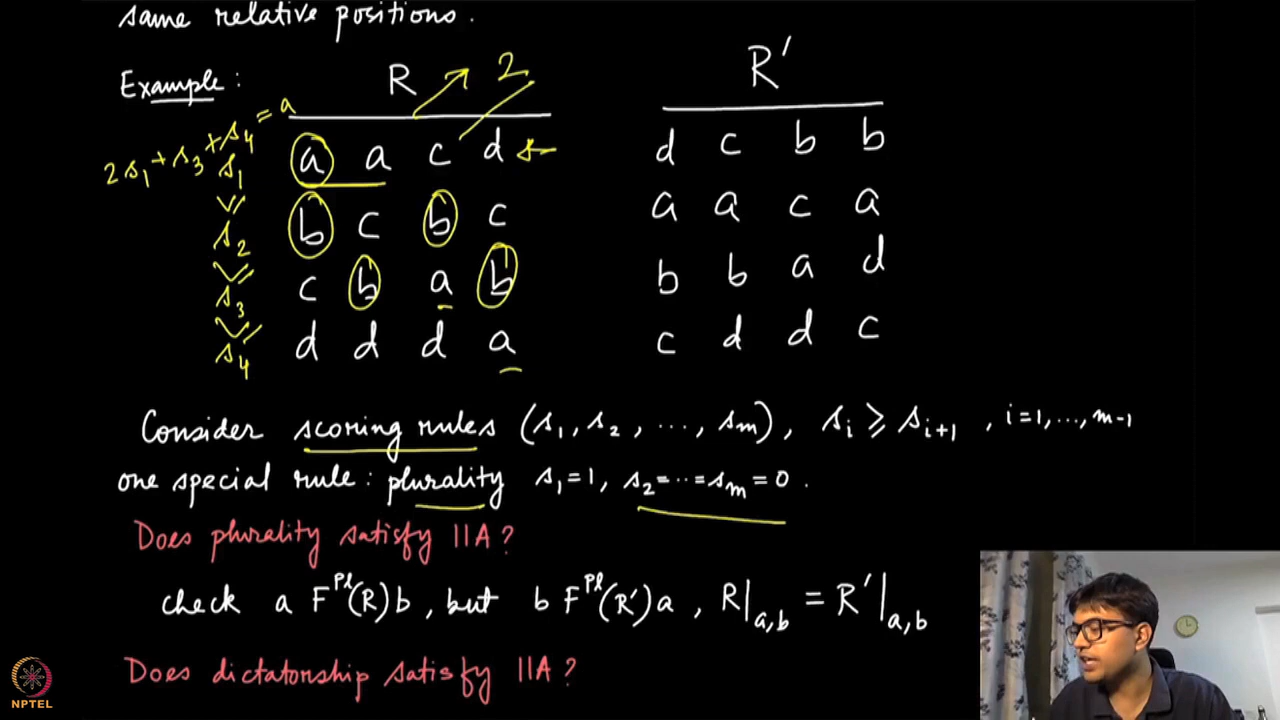 same relative positions.
Example: R → 2 R′
2s₁ + s₃ + s₄ = a
s₁ a a c d ← d c b b
≥
s₂ b c b c a a c a
≥
s₃ c b a b b b a d
≥
s₄ d d d a c d d c
Consider scoring rules (s₁, s₂, ..., sₘ), sᵢ ≥ sᵢ₊₁, i=1,...,m-1
one special rule: plurality s₁=1, s₂=...=sₘ=0.
Does plurality satisfy IIA?
check a F^Pl(R) b, but b F^Pl(R′) a, R|a,b = R′|a,b
Does dictatorship satisfy IIA?
NPTEL